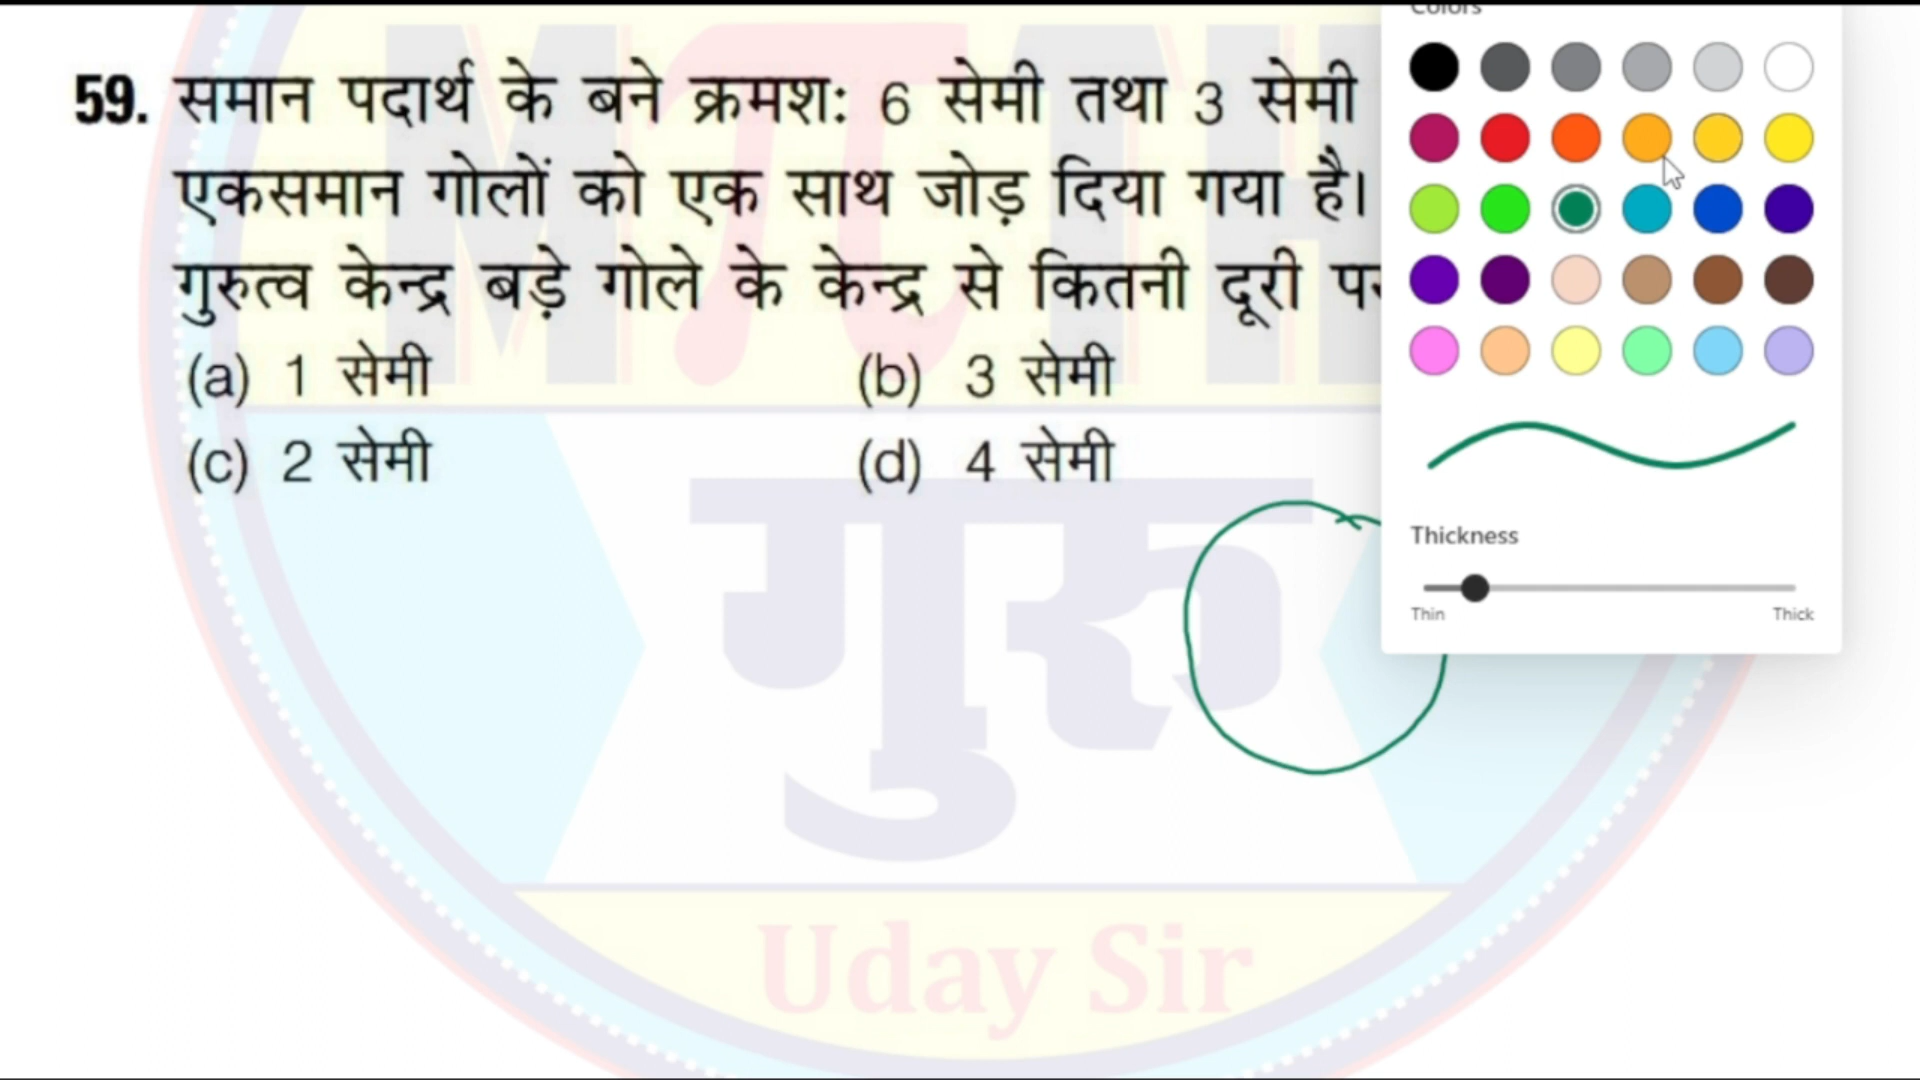 59. समान पदार्थ के बने क्रमश: 6 सेमी तथा 3 सेमी
एकसमान गोलों को एक साथ जोड़ दिया गया है।
गुरुत्व केन्द्र बड़े गोले के केन्द्र से कितनी दूरी
(a) 1 सेमी (b) 3 सेमी
(c) 2 सेमी (d) 4 सेमी
गुरु
Uday Sir
Colors
Thickness
Thin Thick